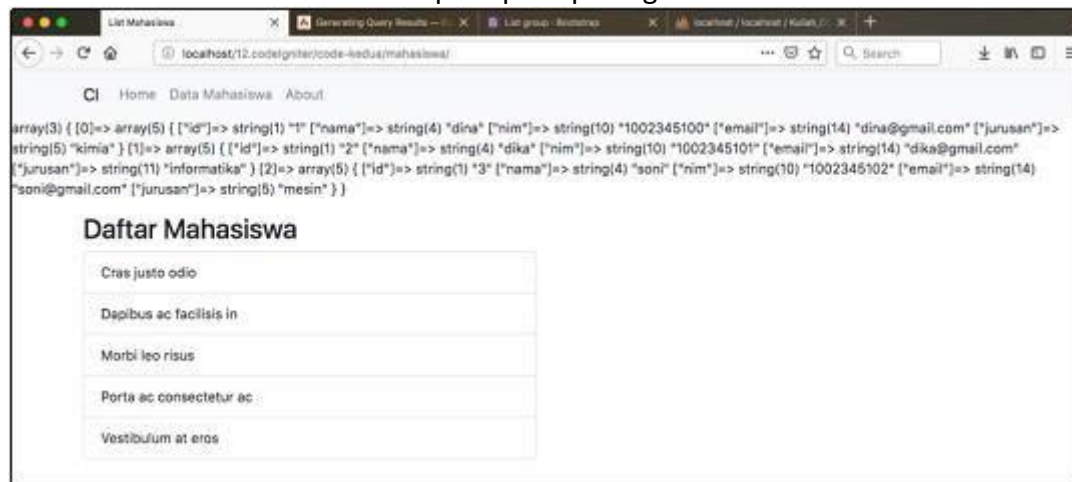 List Mahasiswa
Generating Query Results —
List group · Bootstrap
localhost / localhost / Kuliah_
localhost/12.codeIgniter/code-kedua/mahasiswa/
Search
CI Home Data Mahasiswa About
array(3) { [0]=> array(5) { ["id"]=> string(1) "1" ["nama"]=> string(4) "dina" ["nim"]=> string(10) "1002345100" ["email"]=> string(14) "dina@gmail.com" ["jurusan"]=>
string(5) "kimia" } [1]=> array(5) { ["id"]=> string(1) "2" ["nama"]=> string(4) "dika" ["nim"]=> string(10) "1002345101" ["email"]=> string(14) "dika@gmail.com"
["jurusan"]=> string(11) "informatika" } [2]=> array(5) { ["id"]=> string(1) "3" ["nama"]=> string(4) "soni" ["nim"]=> string(10) "1002345102" ["email"]=> string(14)
"soni@gmail.com" ["jurusan"]=> string(5) "mesin" } }
Daftar Mahasiswa
Cras justo odio
Dapibus ac facilisis in
Morbi leo risus
Porta ac consectetur ac
Vestibulum at eros